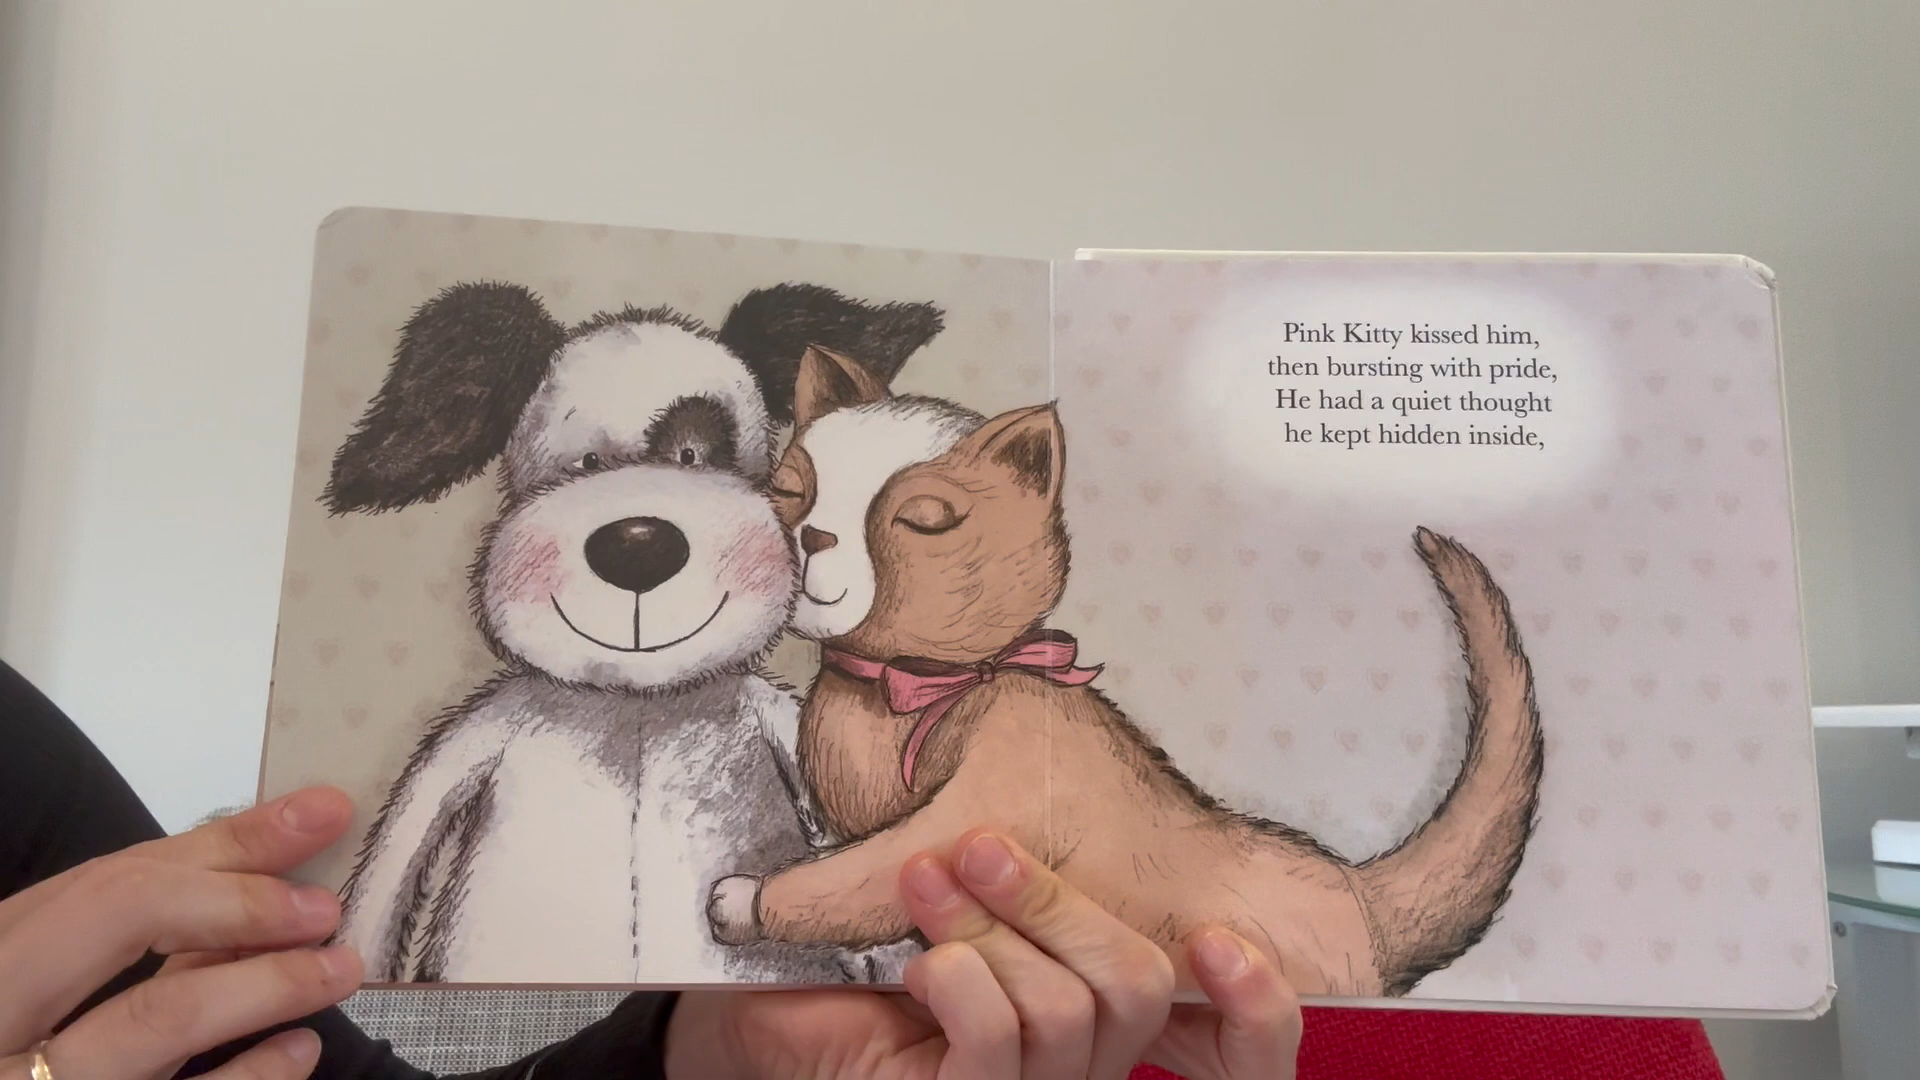 Pink Kitty kissed him,
then bursting with pride,
He had a quiet thought
he kept hidden inside,